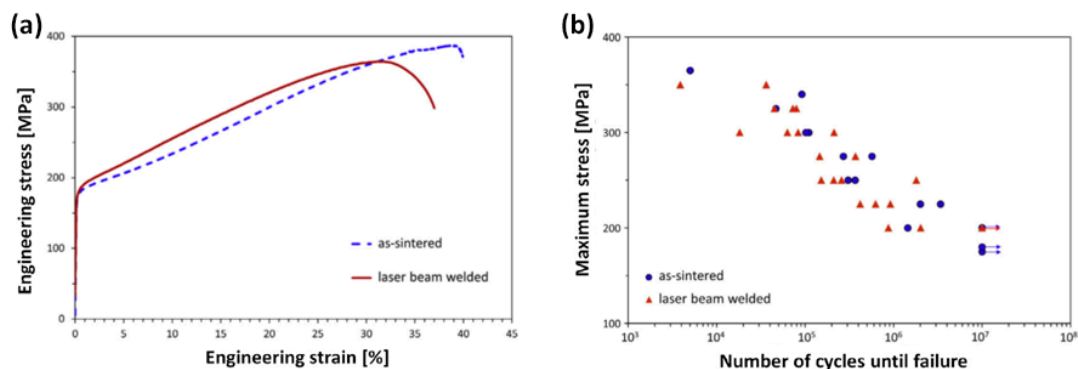 (a)
400
300
200
100
0
0 5 10 15 20 25 30 35 40 45
Engineering stress [MPa]
Engineering strain [%]
as-sintered
laser beam welded
(b)
400
300
200
100
10³ 10⁴ 10⁵ 10⁶ 10⁷ 10⁸
Maximum stress [MPa]
Number of cycles until failure
as-sintered
laser beam welded